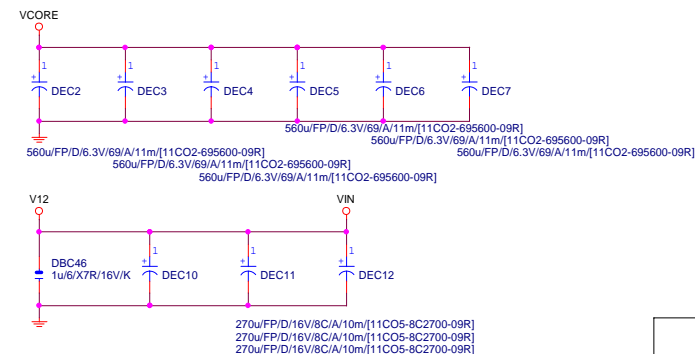 VCORE
1 1 1 1 1 1
+ + + + + +
DEC2 DEC3 DEC4 DEC5 DEC6 DEC7
560u/FP/D/6.3V/69/A/11m/[11CO2-695600-09R]
560u/FP/D/6.3V/69/A/11m/[11CO2-695600-09R]
560u/FP/D/6.3V/69/A/11m/[11CO2-695600-09R] 560u/FP/D/6.3V/69/A/11m/[11CO2-695600-09R]
560u/FP/D/6.3V/69/A/11m/[11CO2-695600-09R]
560u/FP/D/6.3V/69/A/11m/[11CO2-695600-09R]
V12 VIN
1 1 1
+ + +
DBC46
1u/6/X7R/16V/K DEC10 DEC11 DEC12
270u/FP/D/16V/8C/A/10m/[11CO5-8C2700-09R]
270u/FP/D/16V/8C/A/10m/[11CO5-8C2700-09R]
270u/FP/D/16V/8C/A/10m/[11CO5-8C2700-09R]